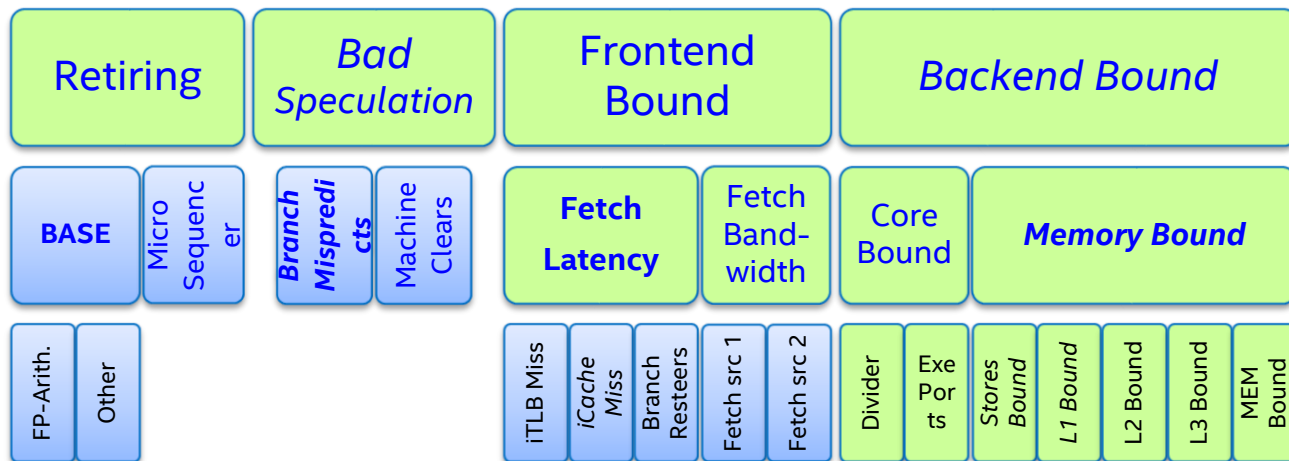 Retiring
Bad
Speculation
Frontend
Bound
Backend Bound
BASE
Micro
Sequenc
er
Branch
Mispredi
cts
Machine
Clears
Fetch
Latency
Fetch
Band-
width
Core
Bound
Memory Bound
FP-Arith.
Other
iTLB Miss
iCache
Miss
Branch
Resteers
Fetch src 1
Fetch src 2
Divider
Exe
Por
ts
Stores
Bound
L1 Bound
L2 Bound
L3 Bound
MEM
Bound